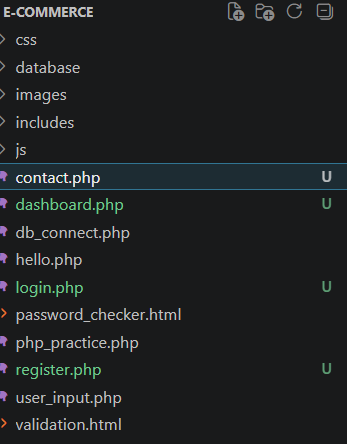 E-COMMERCE
css
database
images
includes
js
contact.php U
dashboard.php U
db_connect.php
hello.php
login.php U
password_checker.html
php_practice.php
register.php U
user_input.php
validation.html